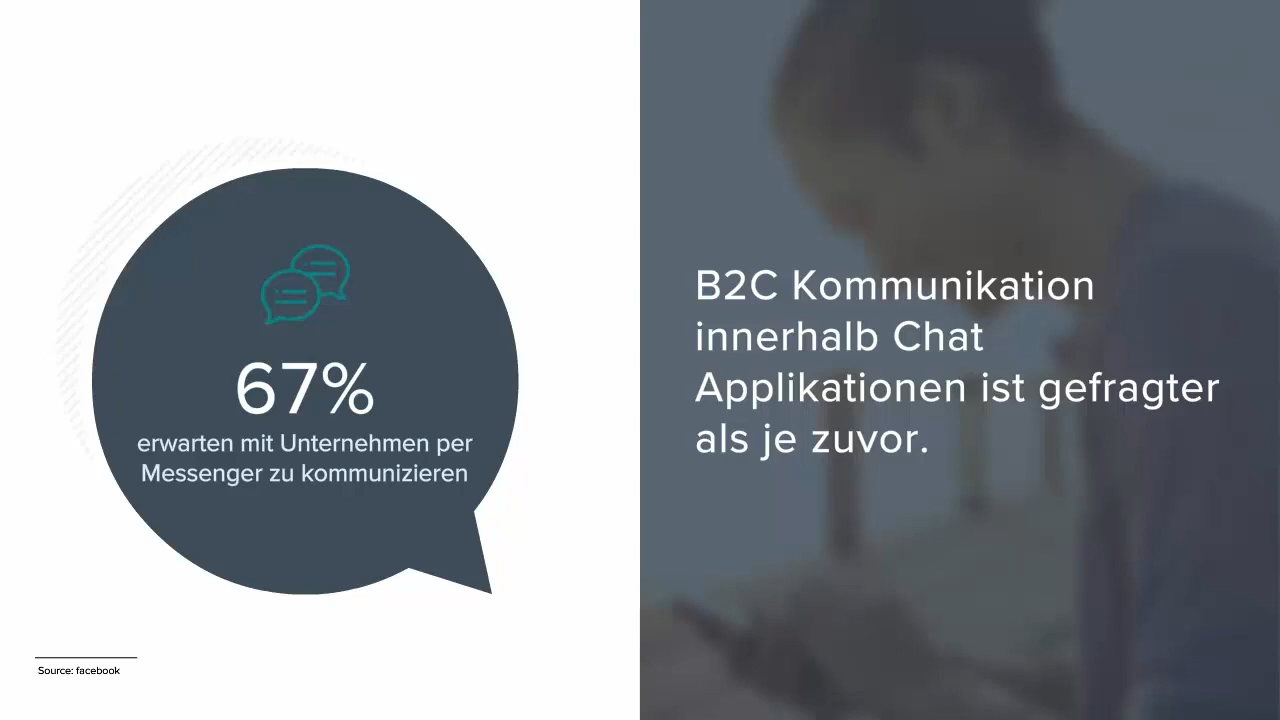 67%
erwarten mit Unternehmen per
Messenger zu kommunizieren
Source: facebook
B2C Kommunikation
innerhalb Chat
Applikationen ist gefragter
als je zuvor.